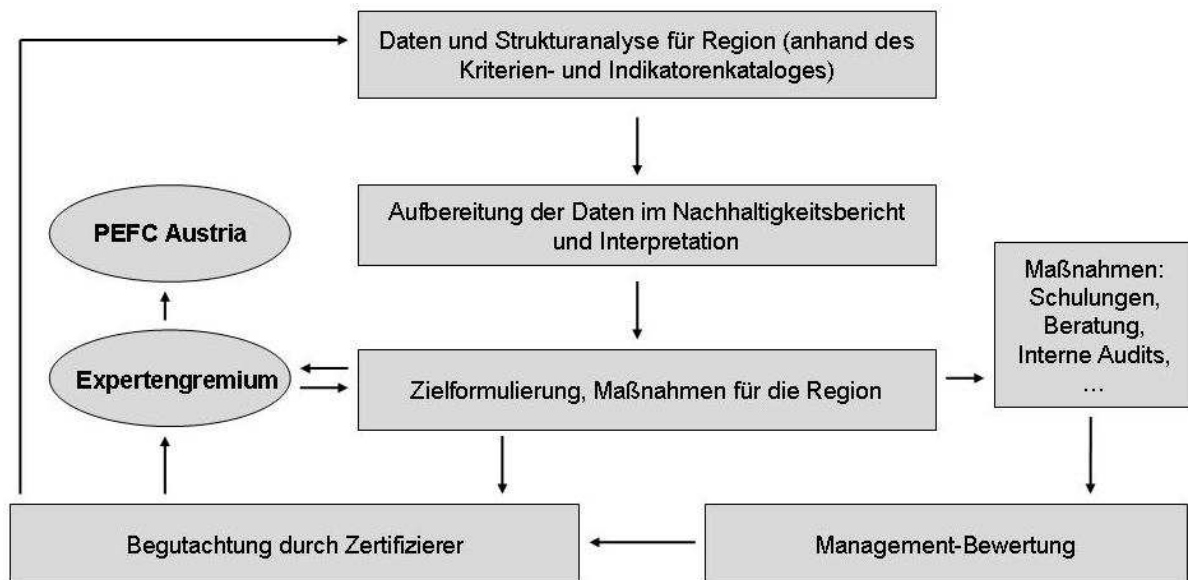 Daten und Strukturanalyse für Region (anhand des
Kriterien- und Indikatorenkataloges)
Aufbereitung der Daten im Nachhaltigkeitsbericht
und Interpretation
PEFC Austria
Maßnahmen:
Schulungen,
Beratung,
Interne Audits,
...
Expertengremium
Zielformulierung, Maßnahmen für die Region
Begutachtung durch Zertifizierer
Management-Bewertung